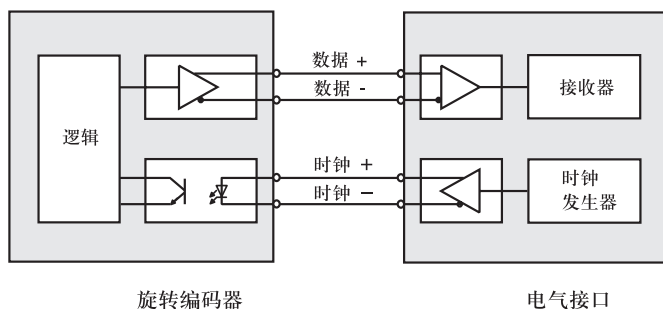 数据 +
数据 -
接收器
逻辑
时钟 +
时钟 −
时钟
发生器
旋转编码器
电气接口